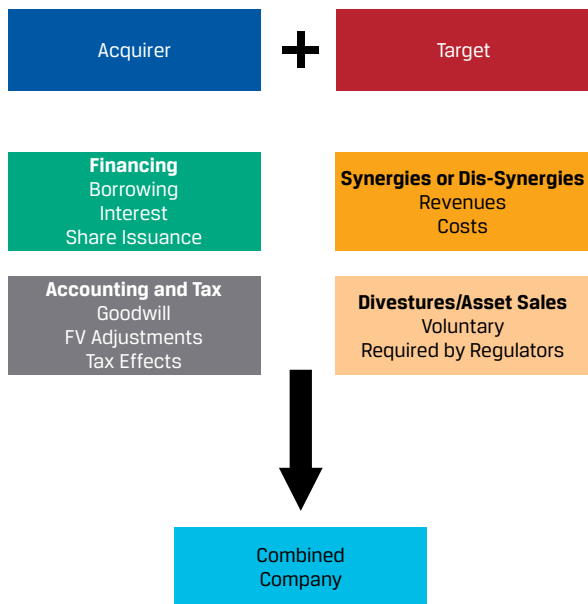 Acquirer
+
Target
Financing
Borrowing
Interest
Share Issuance
Synergies or Dis-Synergies
Revenues
Costs
Accounting and Tax
Goodwill
FV Adjustments
Tax Effects
Divestures/Asset Sales
Voluntary
Required by Regulators
Combined
Company